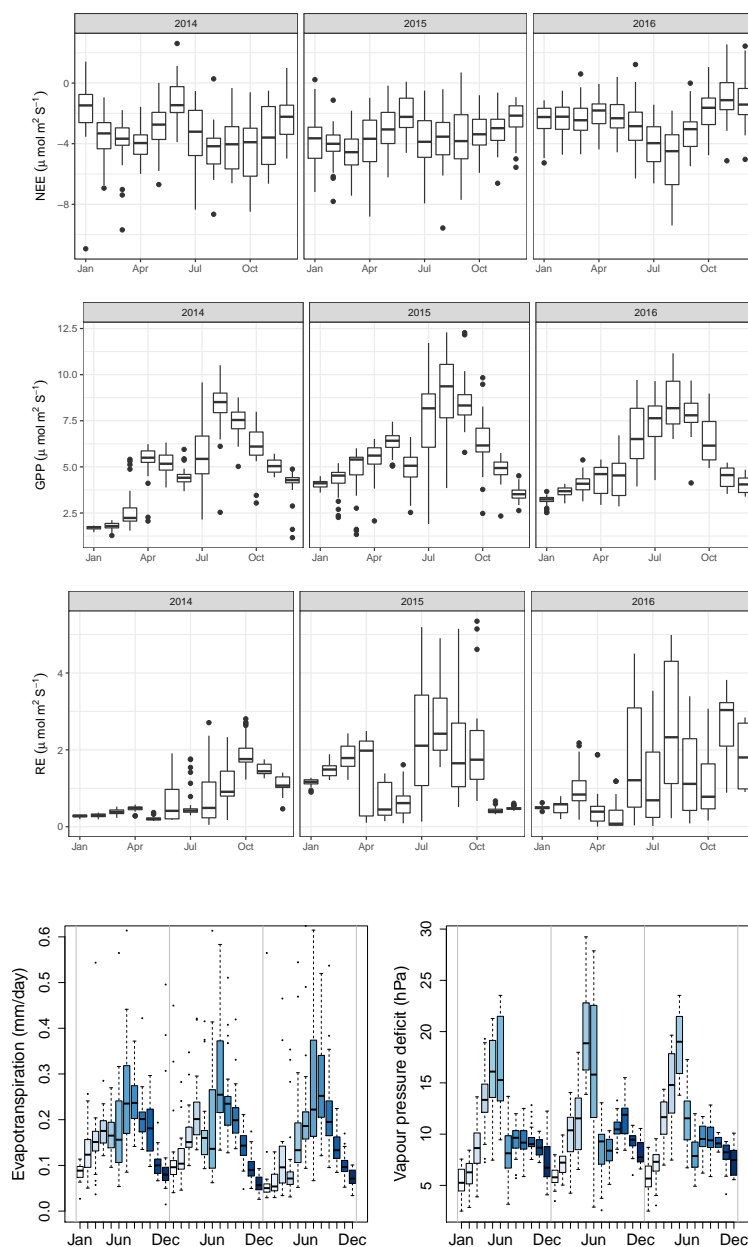 2014 2015 2016
0
−4
−8
NEE (μ mol m² S⁻¹)
Jan Apr Jul Oct Jan Apr Jul Oct Jan Apr Jul Oct
2014 2015 2016
12.5
10.0
7.5
5.0
2.5
GPP (μ mol m² S⁻¹)
Jan Apr Jul Oct Jan Apr Jul Oct Jan Apr Jul Oct
2014 2015 2016
4
2
0
RE (μ mol m² S⁻¹)
Jan Apr Jul Oct Jan Apr Jul Oct Jan Apr Jul Oct
0.6
0.5
0.4
0.3
0.2
0.1
0.0
Evapotranspiration (mm/day)
Jan Jun Dec Jun Dec Jun Dec
30
25
20
15
10
5
Vapour pressure deficit (hPa)
Jan Jun Dec Jun Dec Jun Dec